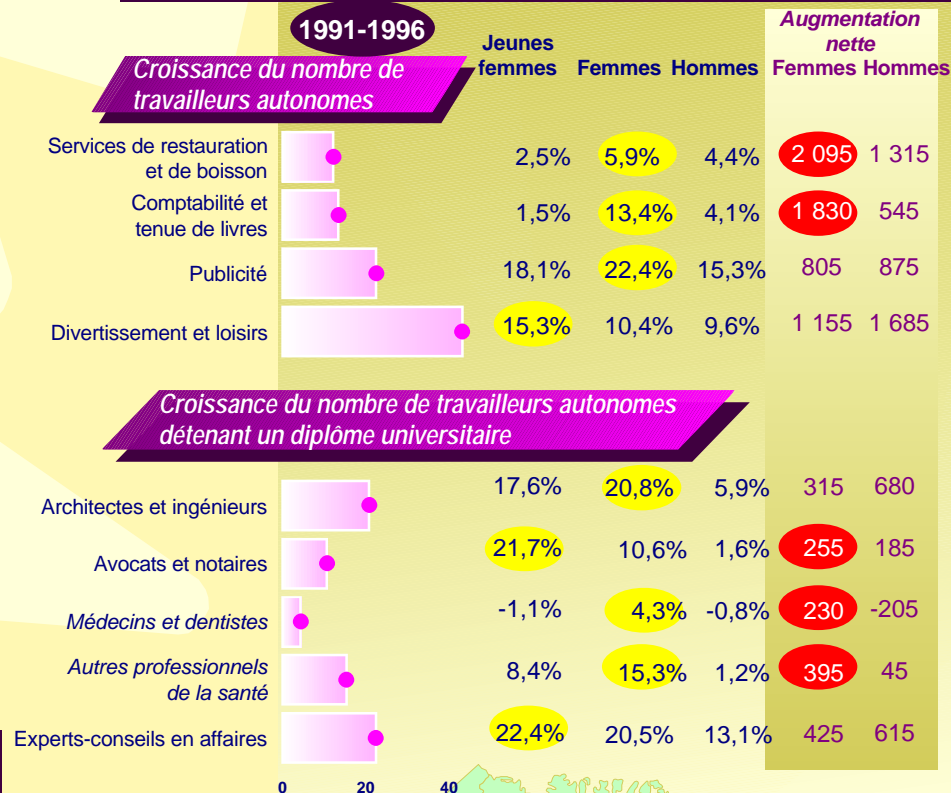 1991-1996
Augmentation
nette
Jeunes
femmes Femmes Hommes Femmes Hommes
Croissance du nombre de
travailleurs autonomes
Services de restauration
et de boisson
2,5% 5,9% 4,4% 2 095 1 315
Comptabilité et
tenue de livres
1,5% 13,4% 4,1% 1 830 545
Publicité 18,1% 22,4% 15,3% 805 875
Divertissement et loisirs 15,3% 10,4% 9,6% 1 155 1 685
Croissance du nombre de travailleurs autonomes
détenant un diplôme universitaire
Architectes et ingénieurs 17,6% 20,8% 5,9% 315 680
Avocats et notaires 21,7% 10,6% 1,6% 255 185
Médecins et dentistes -1,1% 4,3% -0,8% 230 -205
Autres professionnels
de la santé
8,4% 15,3% 1,2% 395 45
Experts-conseils en affaires 22,4% 20,5% 13,1% 425 615
0 20 40